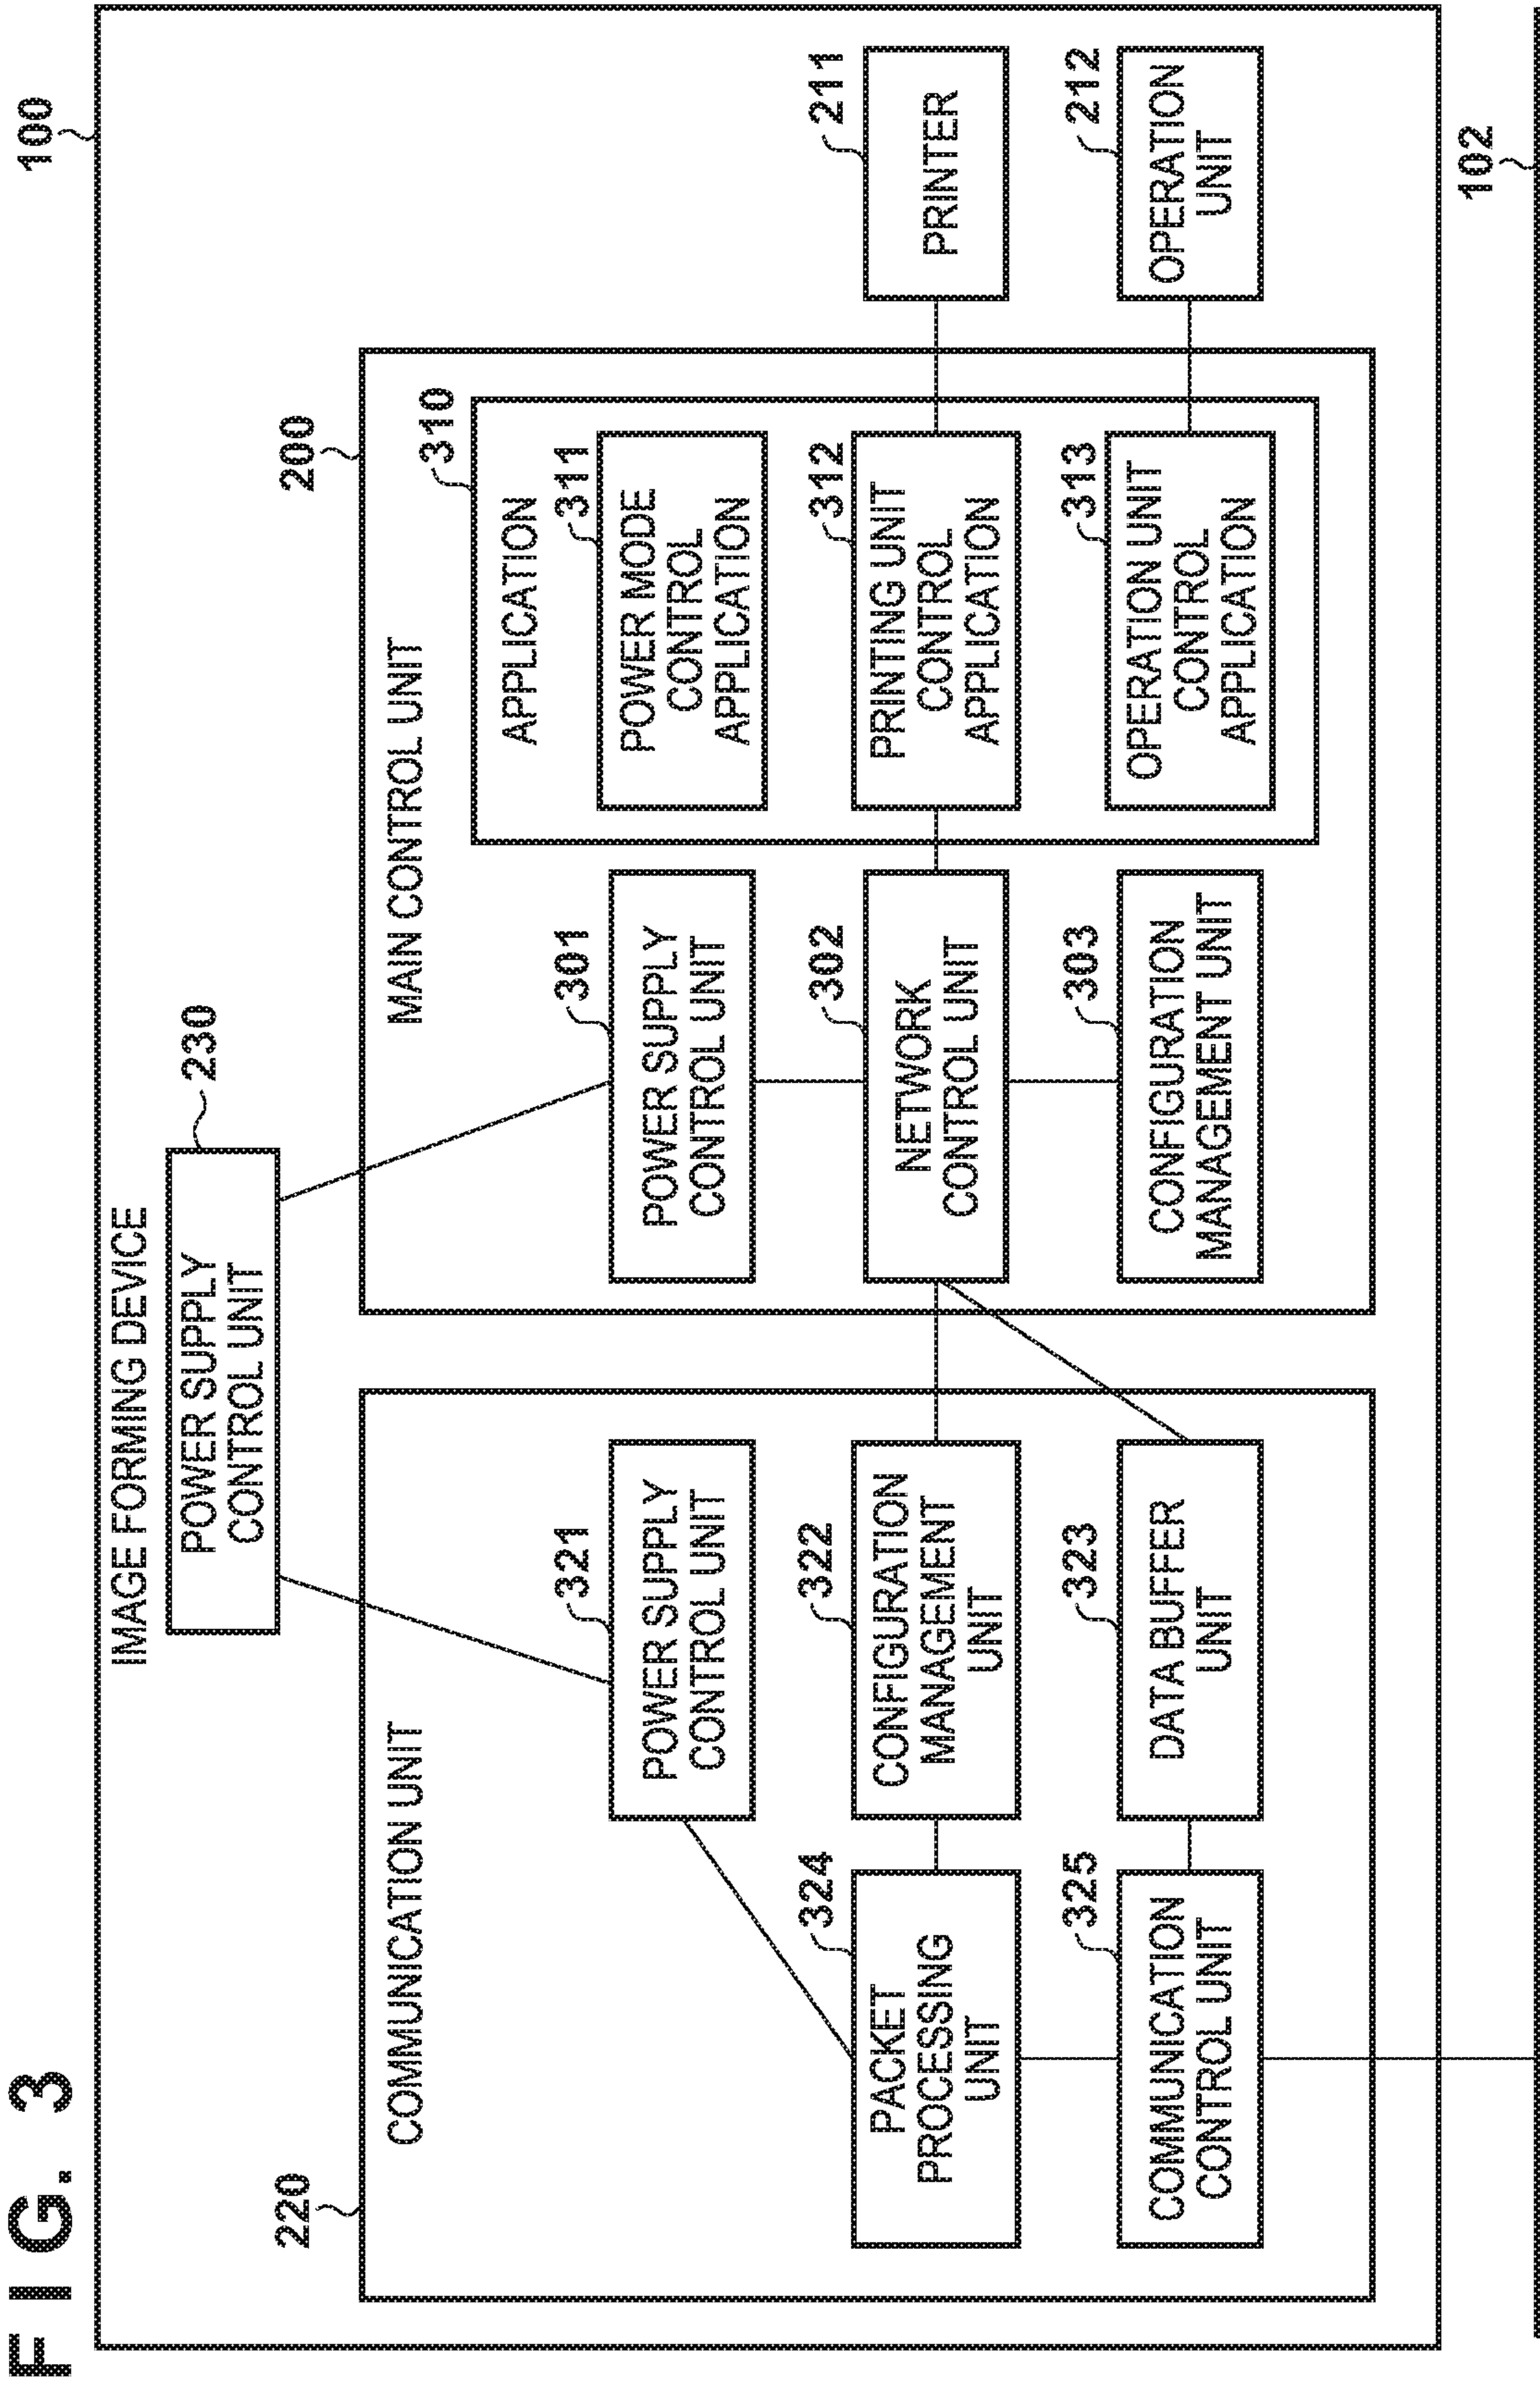 FIG. 3
100
IMAGE FORMING DEVICE
230
POWER SUPPLY
CONTROL UNIT
220
COMMUNICATION UNIT
321
POWER SUPPLY
CONTROL UNIT
324
PACKET
PROCESSING
UNIT
322
CONFIGURATION
MANAGEMENT
UNIT
325
COMMUNICATION
CONTROL UNIT
323
DATA BUFFER
UNIT
200
MAIN CONTROL UNIT
301
POWER SUPPLY
CONTROL UNIT
302
NETWORK
CONTROL UNIT
303
CONFIGURATION
MANAGEMENT UNIT
310
APPLICATION
311
POWER MODE
CONTROL
APPLICATION
312
PRINTING UNIT
CONTROL
APPLICATION
313
OPERATION UNIT
CONTROL
APPLICATION
211
PRINTER
212
OPERATION
UNIT
102